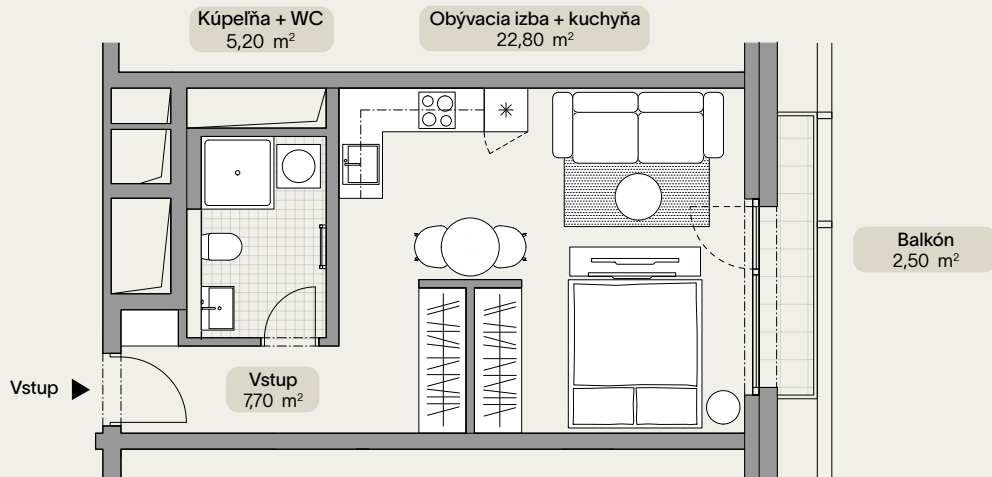 Kúpeľňa + WC
5,20 m²
Obývacia izba + kuchyňa
22,80 m²
Balkón
2,50 m²
Vstup
Vstup
7,70 m²